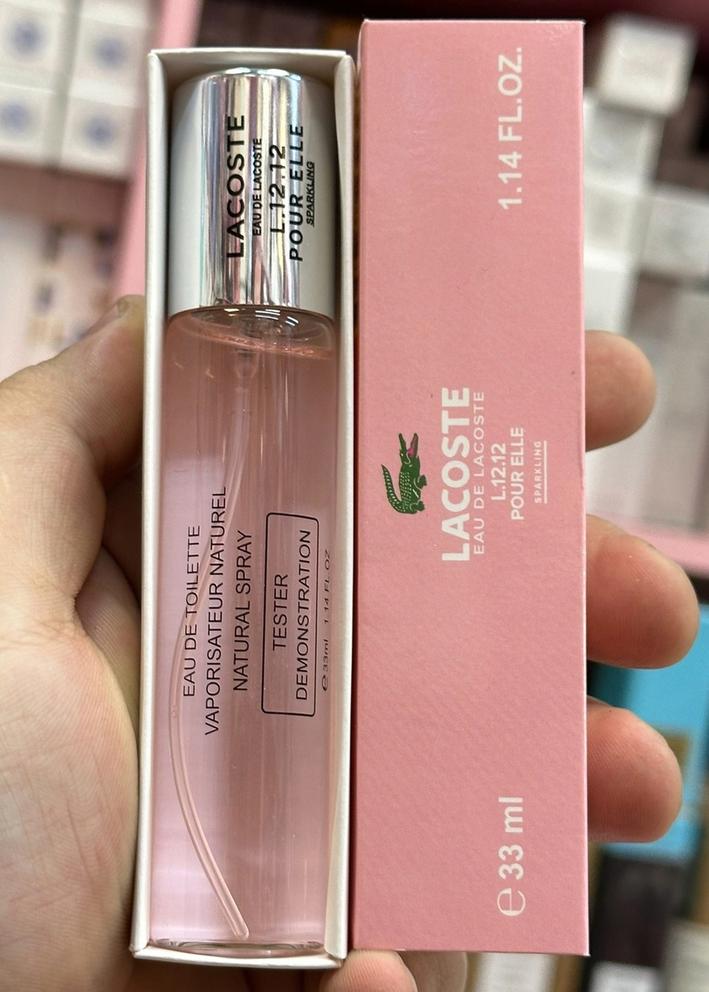 LACOSTE
EAU DE LACOSTE
L.12.12
POUR ELLE
SPARKLING
EAU DE TOILETTE
VAPORISATEUR NATUREL
NATURAL SPRAY
TESTER
DEMONSTRATION
e 33ml 1.14 FL.OZ
LACOSTE
EAU DE LACOSTE
L.12.12
POUR ELLE
SPARKLING
e 33 ml
1.14 FL.OZ.